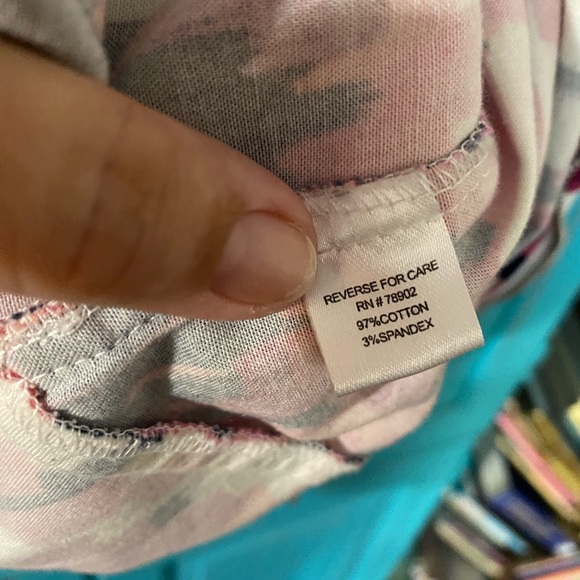 REVERSE FOR CARE
RN # 78902
97%COTTON
3%SPANDEX